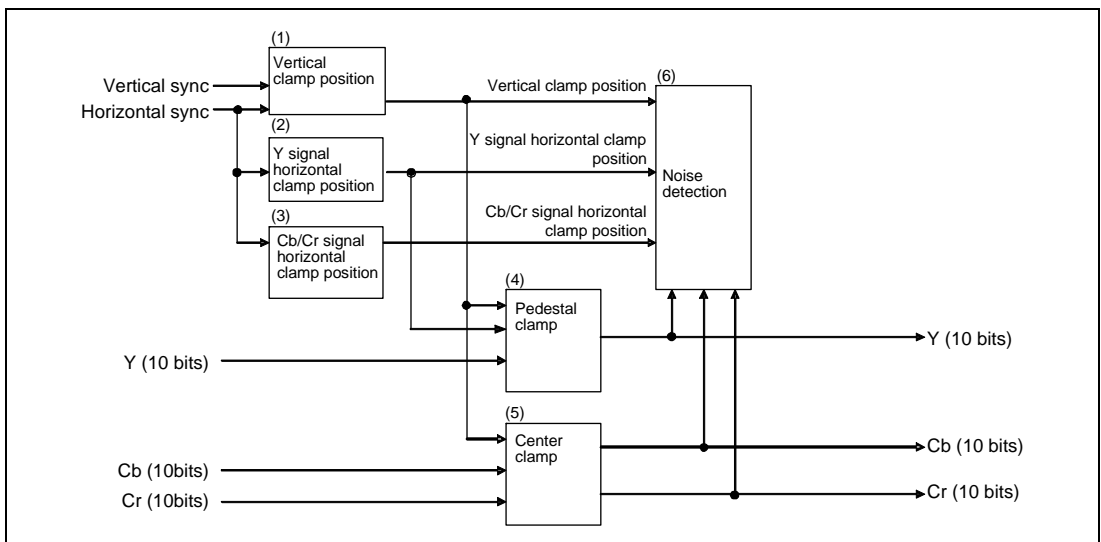 (1)
Vertical
clamp position
Vertical sync
Horizontal sync
(2)
Y signal
horizontal
clamp position
(3)
Cb/Cr signal
horizontal
clamp position
Vertical clamp position
Y signal horizontal clamp
position
Cb/Cr signal horizontal
clamp position
(6)
Noise
detection
(4)
Pedestal
clamp
Y (10 bits)
Y (10 bits)
(5)
Center
clamp
Cb (10bits)
Cr (10bits)
Cb (10 bits)
Cr (10 bits)